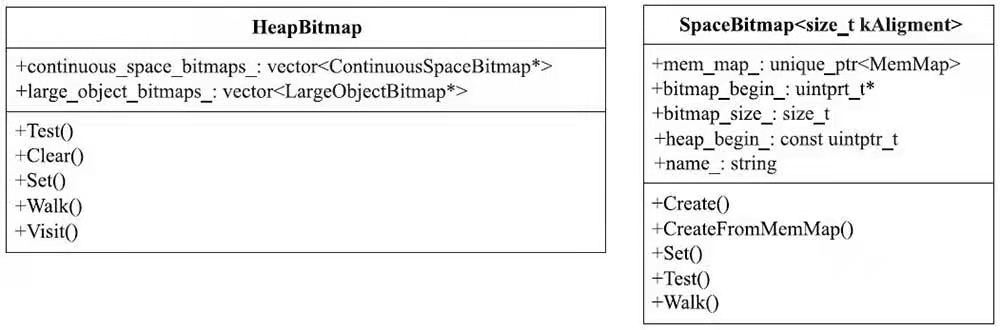 HeapBitmap
+continuous_space_bitmaps_: vector<ContinuousSpaceBitmap*>
+large_object_bitmaps_: vector<LargeObjectBitmap*>
+Test()
+Clear()
+Set()
+Walk()
+Visit()
SpaceBitmap<size_t kAligment>
+mem_map_: unique_ptr<MemMap>
+bitmap_begin_: uintprt_t*
+bitmap_size_: size_t
+heap_begin_: const uintptr_t
+name_: string
+Create()
+CreateFromMemMap()
+Set()
+Test()
+Walk()